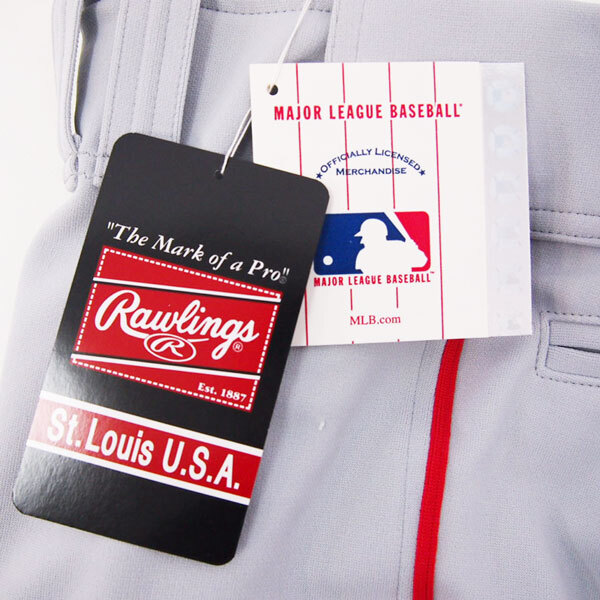 MAJOR LEAGUE BASEBALL®
OFFICIALLY LICENSED
MERCHANDISE
MAJOR LEAGUE BASEBALL™
MLB.com
"The Mark of a Pro"®
Rawlings®
R
Est. 1887
St. Louis U.S.A.